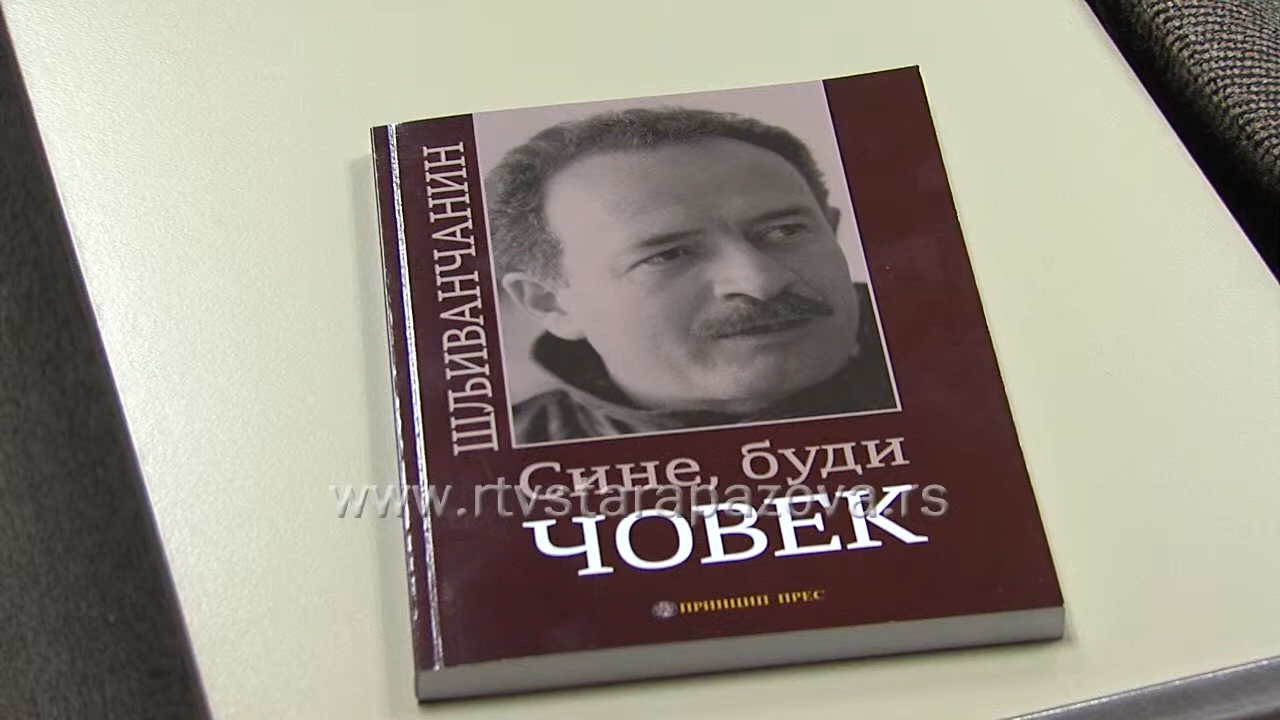 ШЉИВАНЧАНИН
Сине, буди
ЧОВЕК
www.rtvstarapazova.rs
ПРИНЦИП ПРЕС